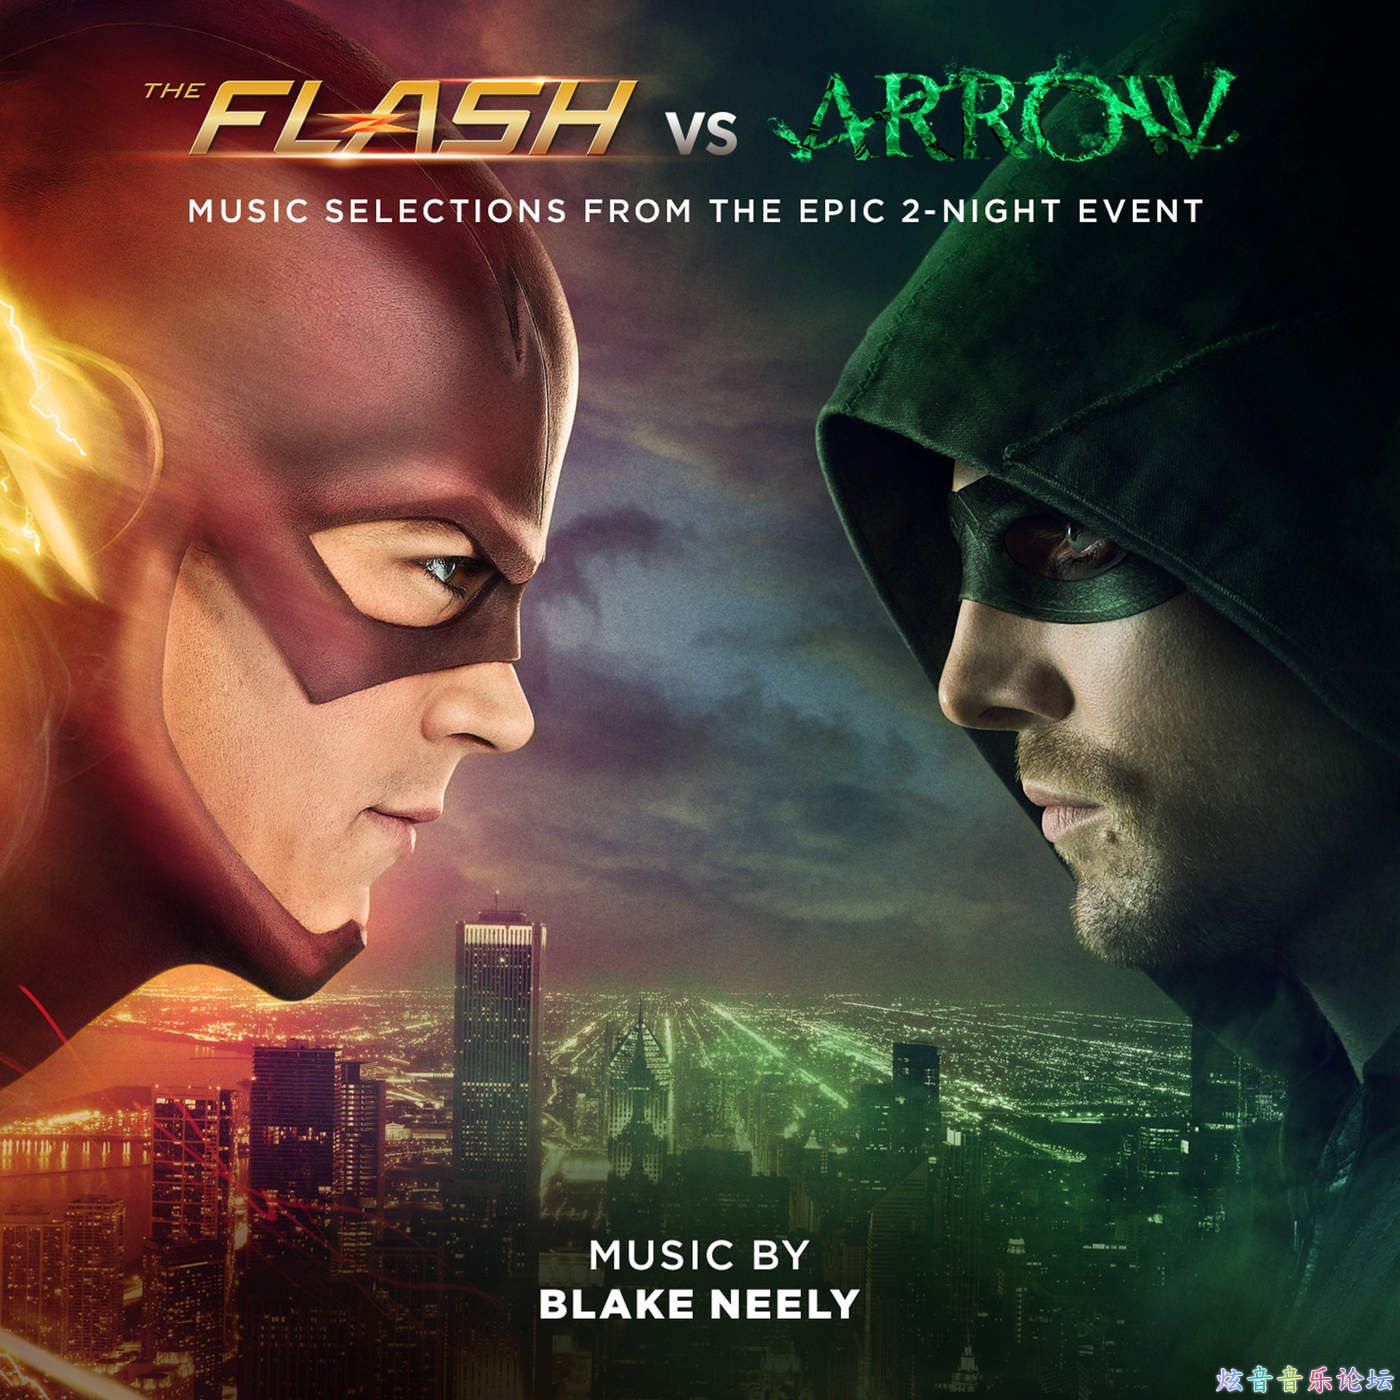 THE FLASH VS ARROW
MUSIC SELECTIONS FROM THE EPIC 2-NIGHT EVENT
MUSIC BY
BLAKE NEELY
炫音音乐论坛